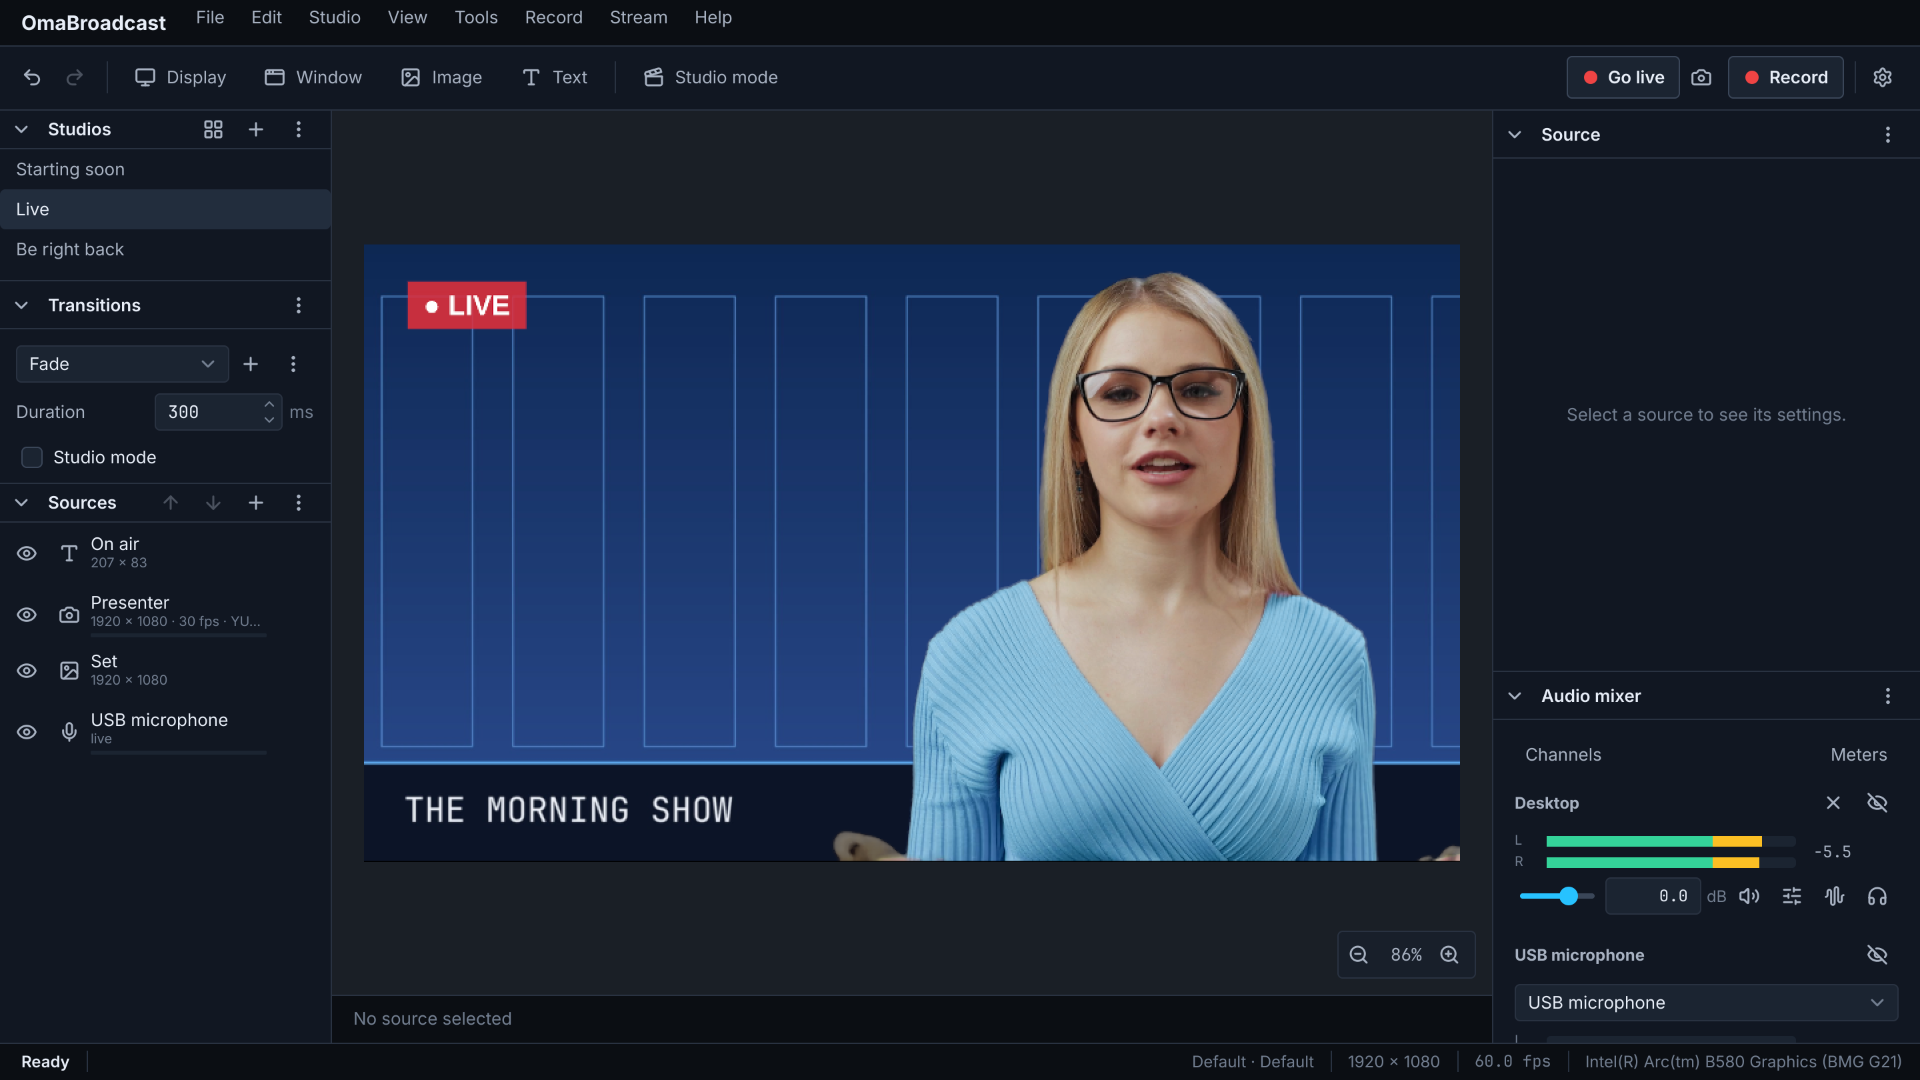 OmaBroadcast
File Edit Studio View Tools Record Stream Help
Display Window Image Text Studio mode
Go live Record
Studios
Starting soon
Live
Be right back
Transitions
Fade
Duration 300 ms
Studio mode
Sources
On air
207 × 83
Presenter
1920 × 1080 · 30 fps · YU...
Set
1920 × 1080
USB microphone
live
LIVE
THE MORNING SHOW
86%
No source selected
Source
Select a source to see its settings.
Audio mixer
Channels Meters
Desktop
L
R
-5.5
0.0 dB
USB microphone
USB microphone
Ready
Default · Default 1920 × 1080 60.0 fps Intel(R) Arc(tm) B580 Graphics (BMG G21)